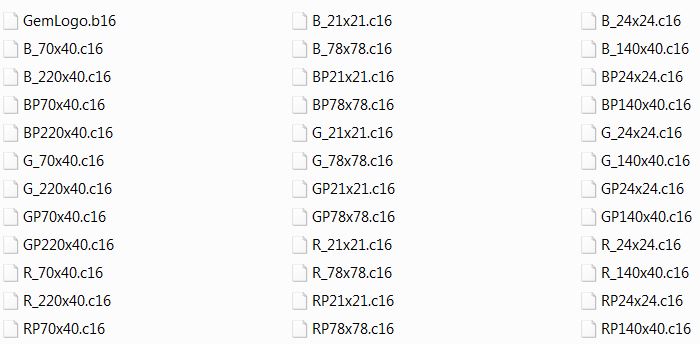 GemLogo.b16 B_21x21.c16 B_24x24.c16
B_70x40.c16 B_78x78.c16 B_140x40.c16
B_220x40.c16 BP21x21.c16 BP24x24.c16
BP70x40.c16 BP78x78.c16 BP140x40.c16
BP220x40.c16 G_21x21.c16 G_24x24.c16
G_70x40.c16 G_78x78.c16 G_140x40.c16
G_220x40.c16 GP21x21.c16 GP24x24.c16
GP70x40.c16 GP78x78.c16 GP140x40.c16
GP220x40.c16 R_21x21.c16 R_24x24.c16
R_70x40.c16 R_78x78.c16 R_140x40.c16
R_220x40.c16 RP21x21.c16 RP24x24.c16
RP70x40.c16 RP78x78.c16 RP140x40.c16